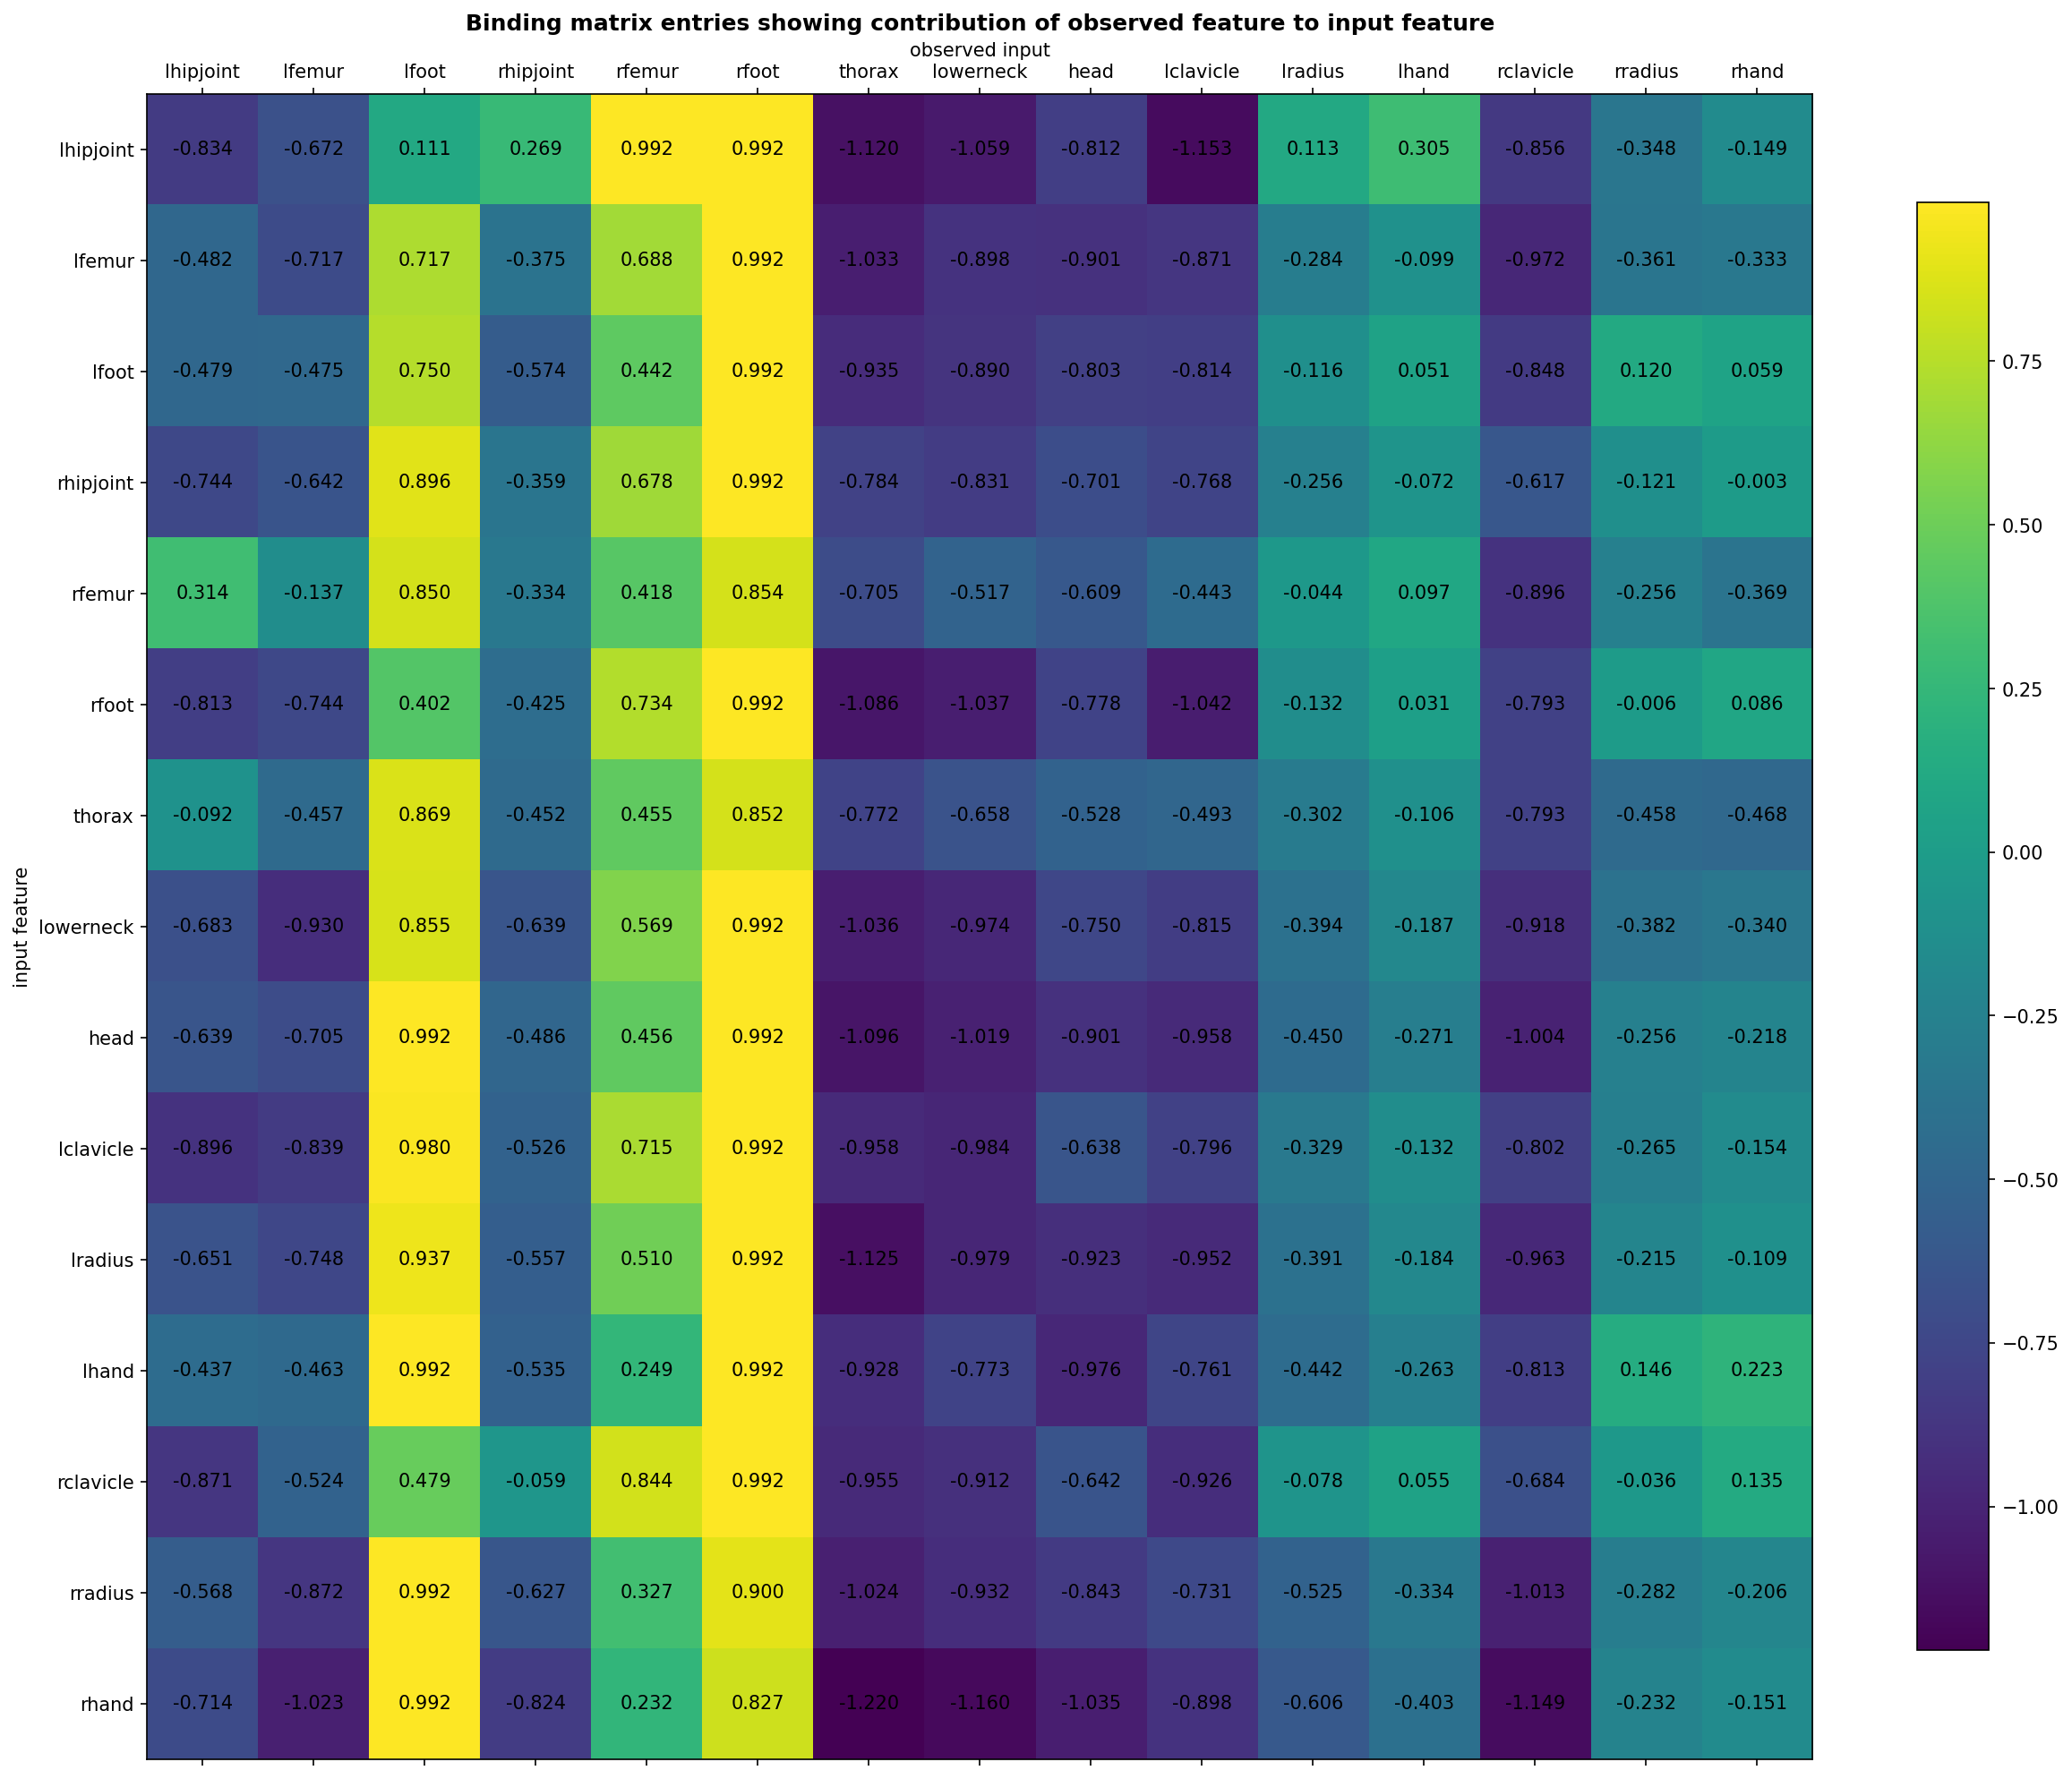 Binding matrix entries showing contribution of observed feature to input feature
observed input
lhipjoint lfemur lfoot rhipjoint rfemur rfoot thorax lowerneck head lclavicle lradius lhand rclavicle rradius rhand
input feature
lhipjoint -0.834 -0.672 0.111 0.269 0.992 0.992 -1.120 -1.059 -0.812 -1.153 0.113 0.305 -0.856 -0.348 -0.149
lfemur -0.482 -0.717 0.717 -0.375 0.688 0.992 -1.033 -0.898 -0.901 -0.871 -0.284 -0.099 -0.972 -0.361 -0.333
lfoot -0.479 -0.475 0.750 -0.574 0.442 0.992 -0.935 -0.890 -0.803 -0.814 -0.116 0.051 -0.848 0.120 0.059
rhipjoint -0.744 -0.642 0.896 -0.359 0.678 0.992 -0.784 -0.831 -0.701 -0.768 -0.256 -0.072 -0.617 -0.121 -0.003
rfemur 0.314 -0.137 0.850 -0.334 0.418 0.854 -0.705 -0.517 -0.609 -0.443 -0.044 0.097 -0.896 -0.256 -0.369
rfoot -0.813 -0.744 0.402 -0.425 0.734 0.992 -1.086 -1.037 -0.778 -1.042 -0.132 0.031 -0.793 -0.006 0.086
thorax -0.092 -0.457 0.869 -0.452 0.455 0.852 -0.772 -0.658 -0.528 -0.493 -0.302 -0.106 -0.793 -0.458 -0.468
lowerneck -0.683 -0.930 0.855 -0.639 0.569 0.992 -1.036 -0.974 -0.750 -0.815 -0.394 -0.187 -0.918 -0.382 -0.340
head -0.639 -0.705 0.992 -0.486 0.456 0.992 -1.096 -1.019 -0.901 -0.958 -0.450 -0.271 -1.004 -0.256 -0.218
lclavicle -0.896 -0.839 0.980 -0.526 0.715 0.992 -0.958 -0.984 -0.638 -0.796 -0.329 -0.132 -0.802 -0.265 -0.154
lradius -0.651 -0.748 0.937 -0.557 0.510 0.992 -1.125 -0.979 -0.923 -0.952 -0.391 -0.184 -0.963 -0.215 -0.109
lhand -0.437 -0.463 0.992 -0.535 0.249 0.992 -0.928 -0.773 -0.976 -0.761 -0.442 -0.263 -0.813 0.146 0.223
rclavicle -0.871 -0.524 0.479 -0.059 0.844 0.992 -0.955 -0.912 -0.642 -0.926 -0.078 0.055 -0.684 -0.036 0.135
rradius -0.568 -0.872 0.992 -0.627 0.327 0.900 -1.024 -0.932 -0.843 -0.731 -0.525 -0.334 -1.013 -0.282 -0.206
rhand -0.714 -1.023 0.992 -0.824 0.232 0.827 -1.220 -1.160 -1.035 -0.898 -0.606 -0.403 -1.149 -0.232 -0.151
0.75
0.50
0.25
0.00
−0.25
−0.50
−0.75
−1.00